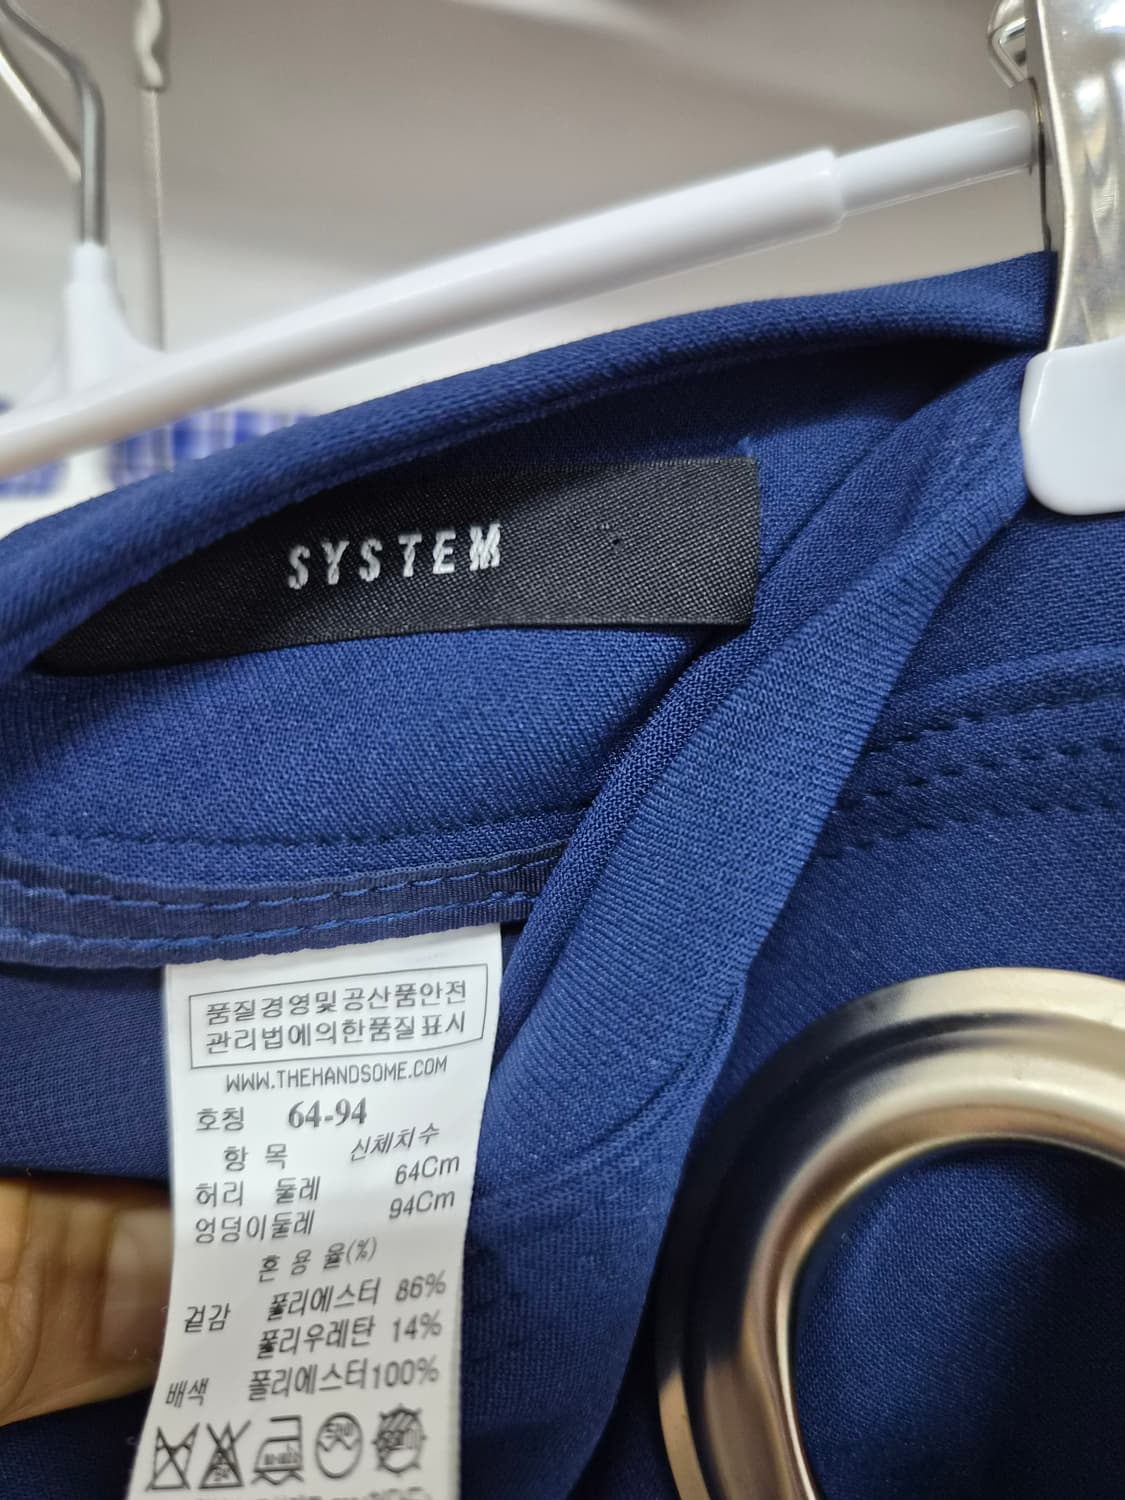 SYSTEM
품질경영및공산품안전
관리법에의한품질표시
WWW.THEHANDSOME.COM
호칭 64-94
항 목 신체치수
허리 둘레 64Cm
엉덩이둘레 94Cm
혼 용 율(%)
겉감 폴리에스터 86%
폴리우레탄 14%
배색 폴리에스터100%